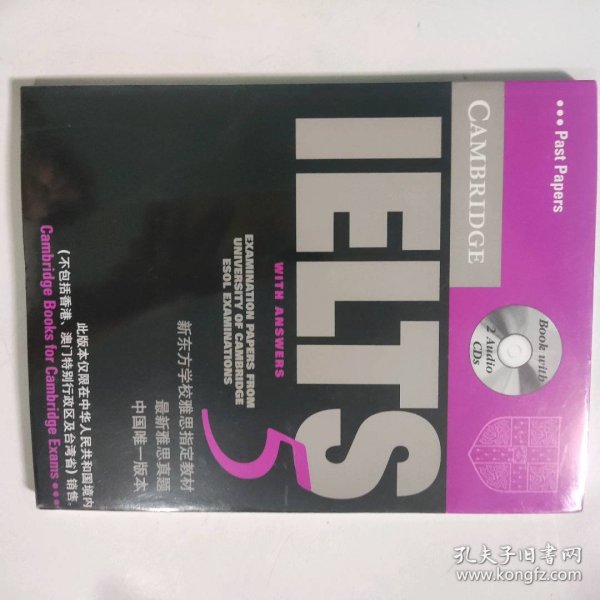 ••• Past Papers
CAMBRIDGE
IELTS
5
Book with
2 Audio
CDs
WITH ANSWERS
EXAMINATION PAPERS FROM
UNIVERSITY OF CAMBRIDGE
ESOL EXAMINATIONS
新东方学校雅思指定教材
最新雅思真题
中国唯一版本
此版本仅限在中华人民共和国境内
(不包括香港、澳门特别行政区及台湾省)销售。
Cambridge Books for Cambridge Exams •••
孔夫子旧书网
www.kongfz.com